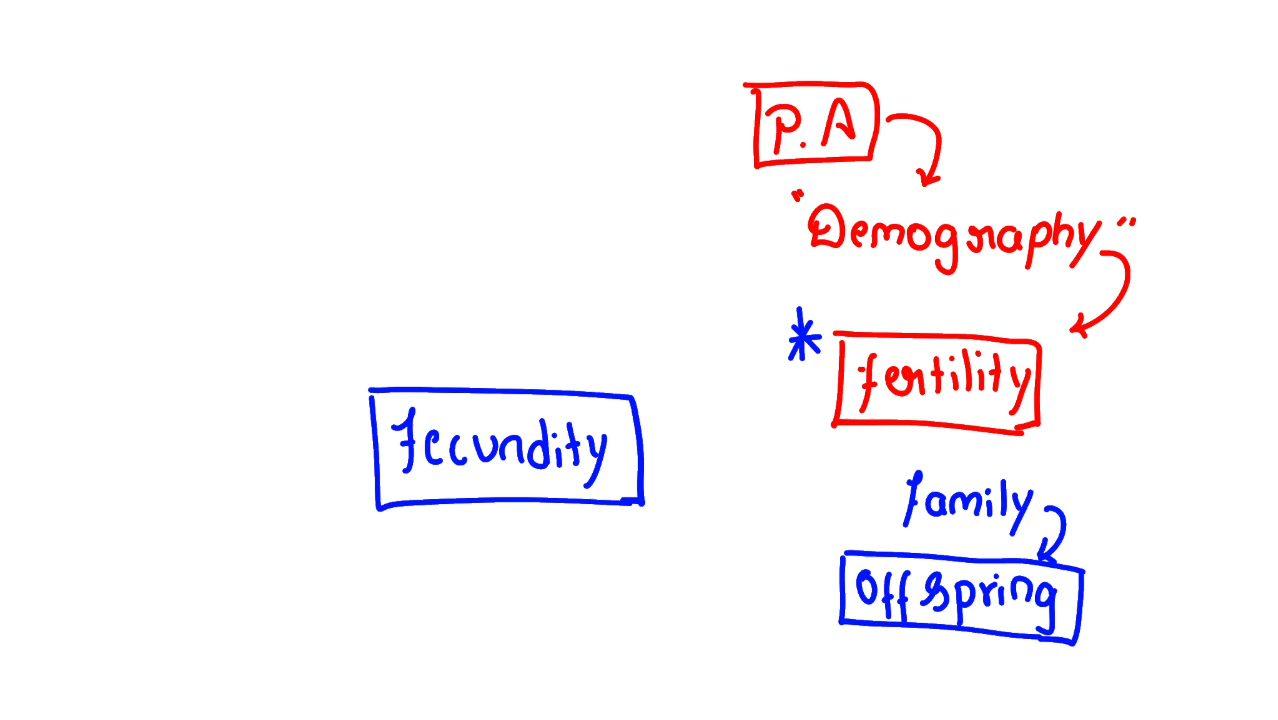 P.A
"Demography"
* fertility
fecundity
family
offspring